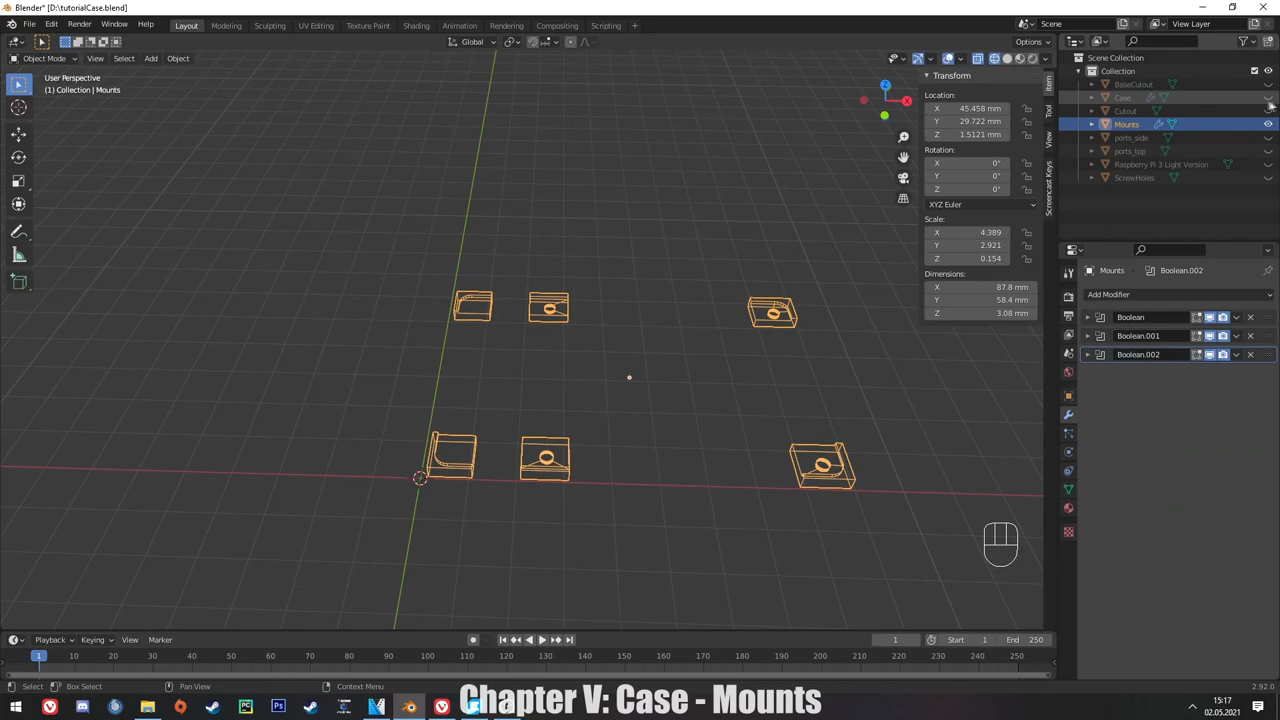 Blender* [D:\tutorialCase.blend]
File Edit Render Window Help Layout Modeling Sculpting UV Editing Texture Paint Shading Animation Rendering Compositing Scripting + Scene View Layer
Global Options
Object Mode View Select Add Object
User Perspective
(1) Collection | Mounts
Transform
Location:
X 45.458 mm
Y 29.722 mm
Z 1.5121 mm
Rotation:
X 0°
Y 0°
Z 0°
XYZ Euler
Scale:
X 4.389
Y 2.921
Z 0.154
Dimensions:
X 87.8 mm
Y 58.4 mm
Z 3.08 mm
Item
Tool
View
Screencast Keys
Z
X
Scene Collection
Collection
BaseCutout
Case
Cutout
Mounts
ports_side
ports_top
Raspberry Pi 3 Light Version
ScrewHoles
Mounts Boolean.002
Add Modifier
Boolean
Boolean.001
Boolean.002
Playback Keying View Marker 1 Start 1 End 250
1 10 20 30 40 50 60 70 80 90 100 110 120 130 140 150 160 170 180 190 200 210 220 230 240 250
Select Box Select Pan View Context Menu 2.92.0
Chapter V: Case - Mounts
15:17
02.05.2021